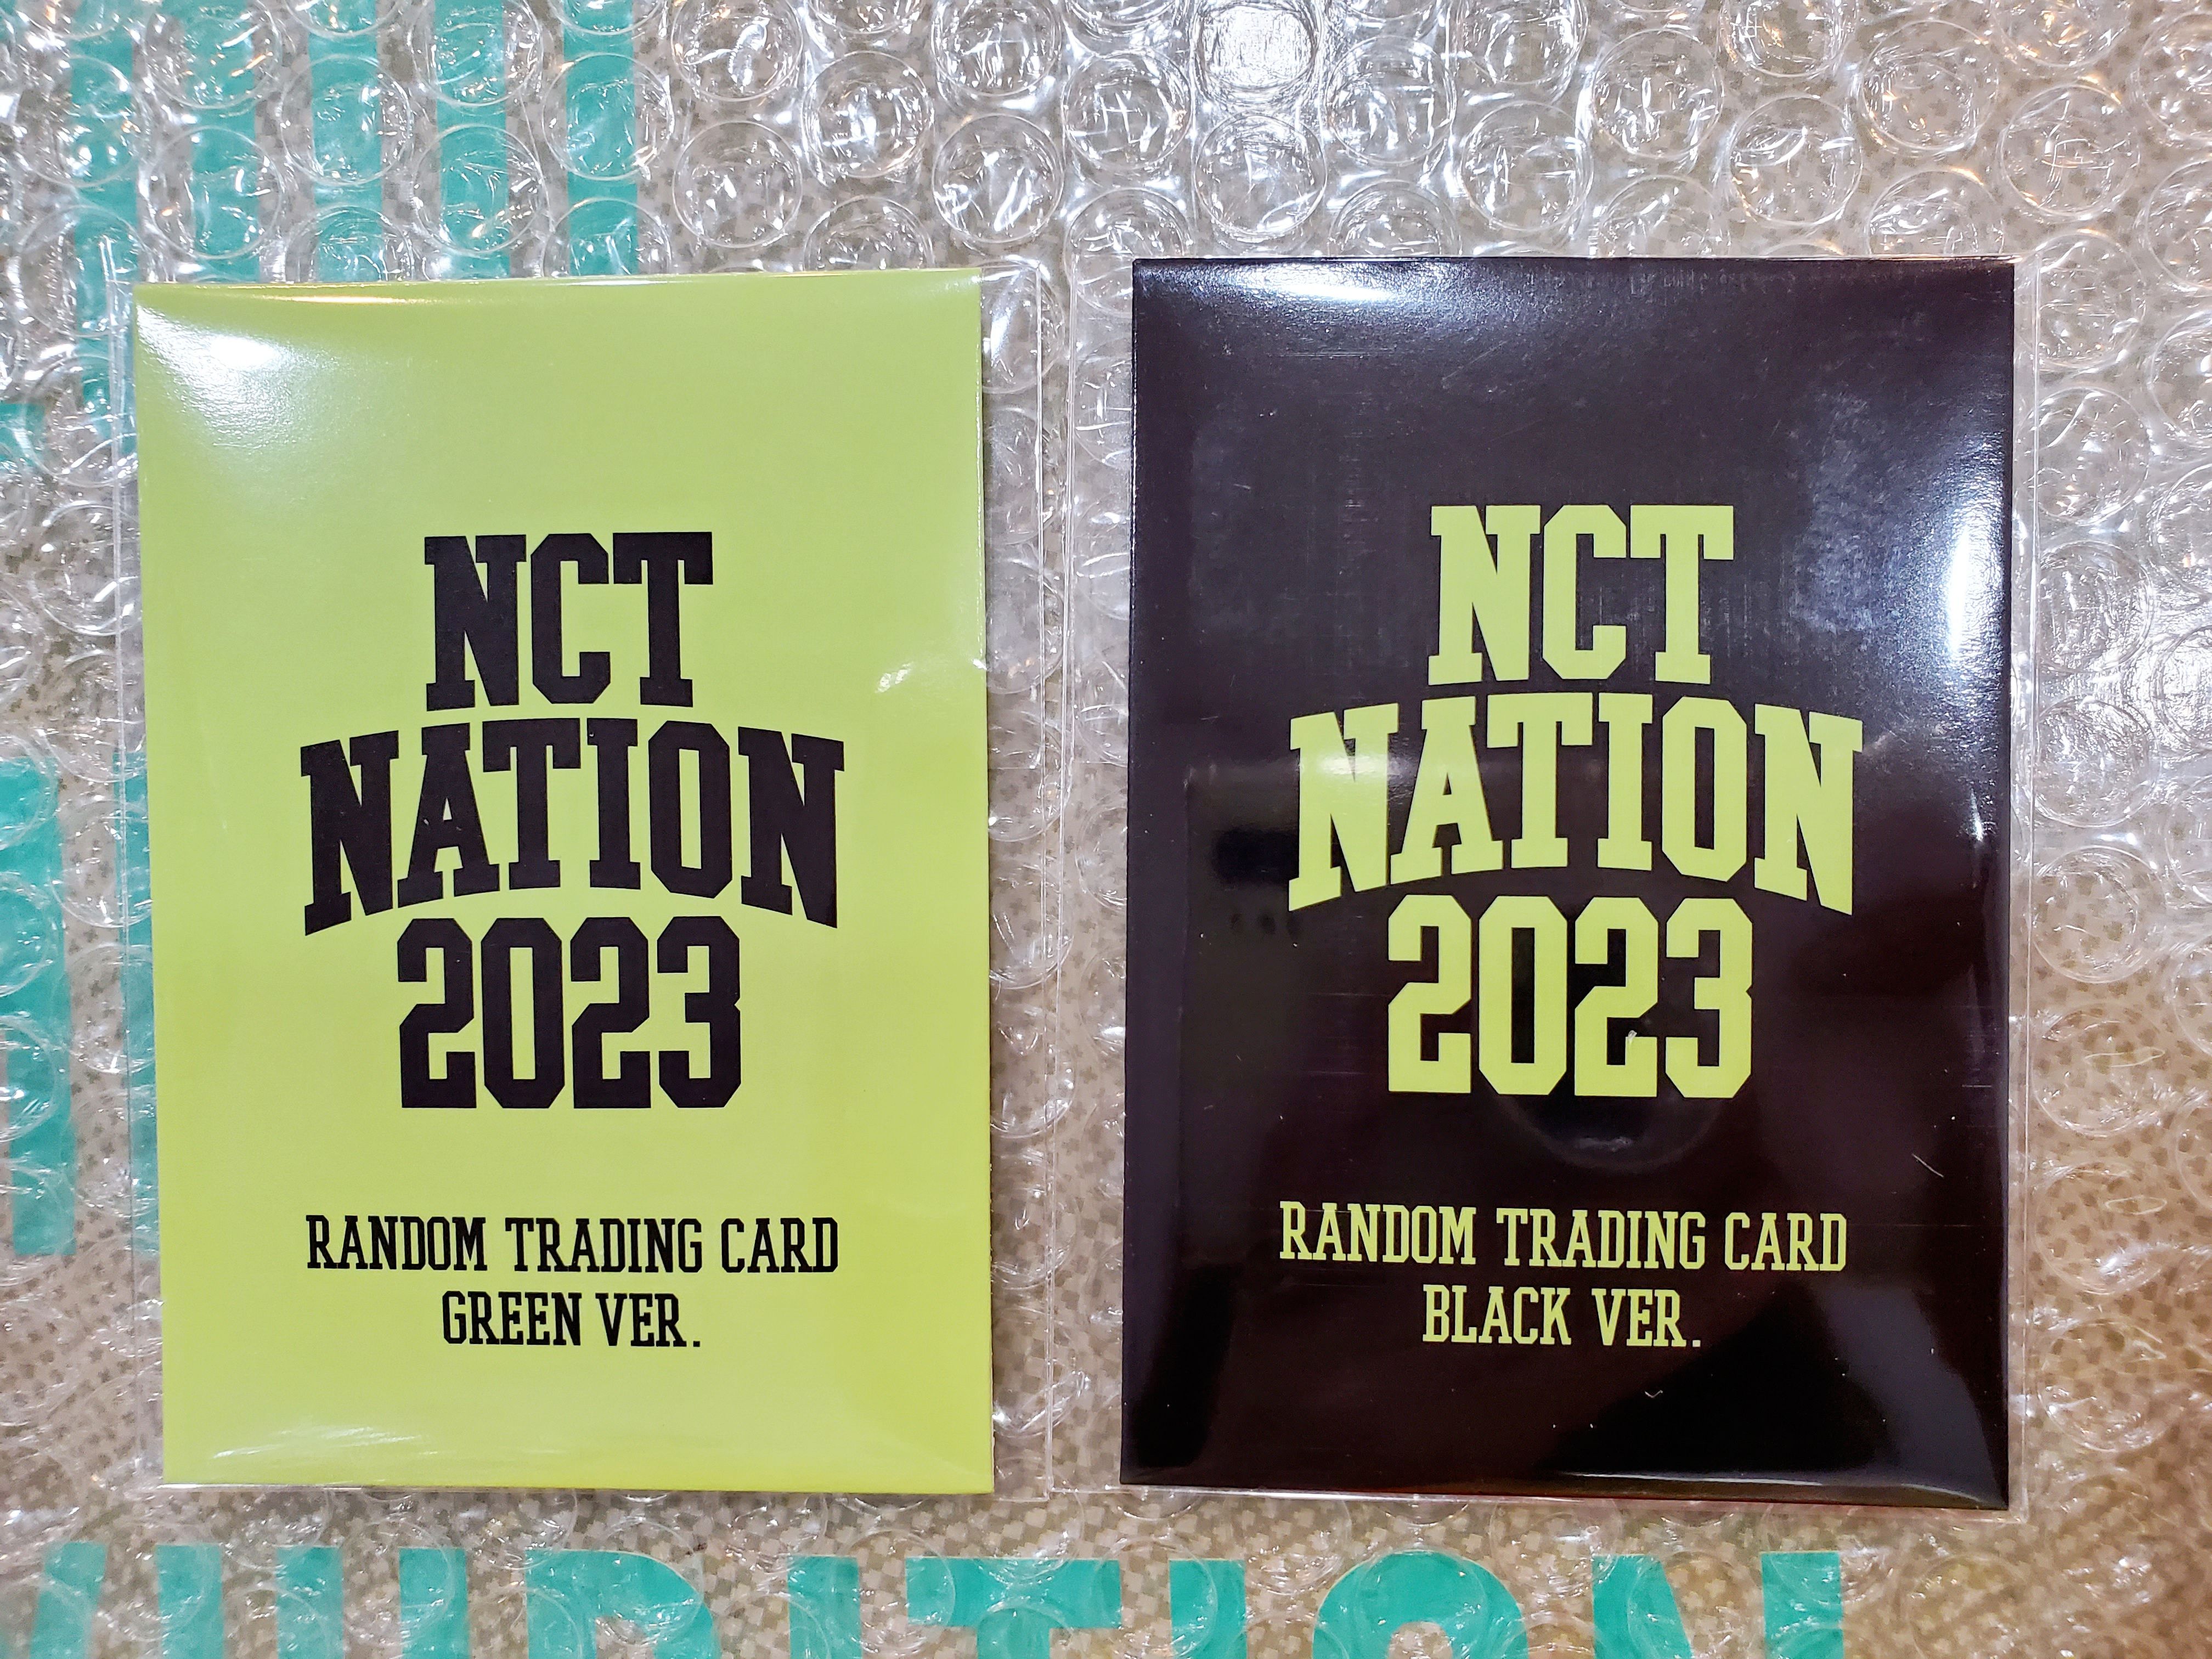 NCT
NATION
2023
RANDOM TRADING CARD
GREEN VER.
NCT
NATION
2023
RANDOM TRADING CARD
BLACK VER.